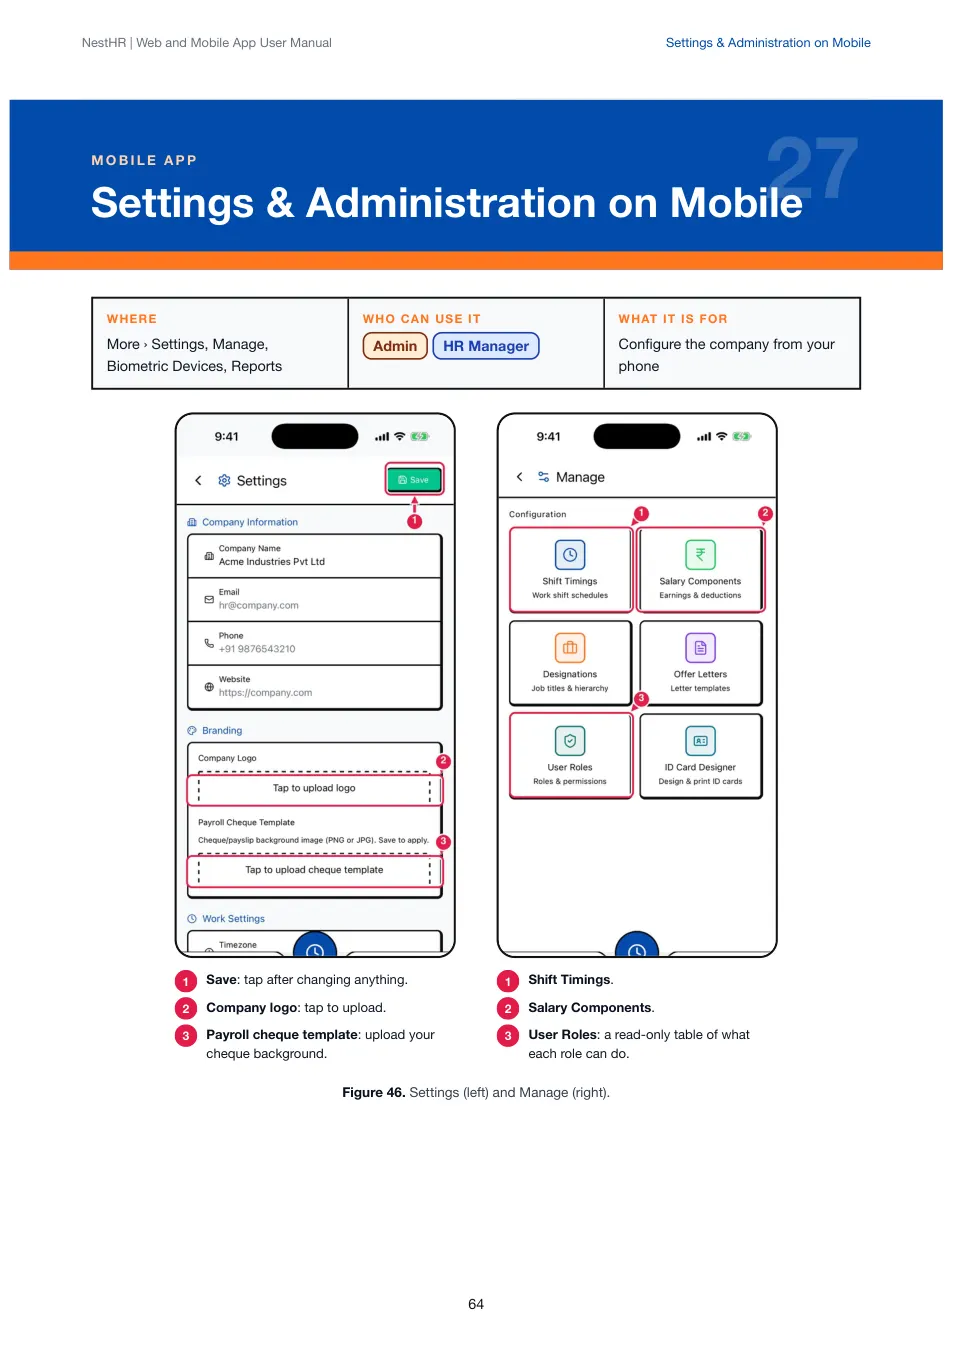 NestHR | Web and Mobile App User Manual
Settings & Administration on Mobile
MOBILE APP
27
Settings & Administration on Mobile
WHERE
More › Settings, Manage,
Biometric Devices, Reports
WHO CAN USE IT
Admin
HR Manager
WHAT IT IS FOR
Configure the company from your
phone
9:41
Settings
Save
1
Company Information
Company Name
Acme Industries Pvt Ltd
Email
hr@company.com
Phone
+91 9876543210
Website
https://company.com
Branding
Company Logo
2
Tap to upload logo
Payroll Cheque Template
Cheque/payslip background image (PNG or JPG). Save to apply.
3
Tap to upload cheque template
Work Settings
Timezone
9:41
Manage
Configuration
1
2
Shift Timings
Work shift schedules
₹
Salary Components
Earnings & deductions
Designations
Job titles & hierarchy
Offer Letters
Letter templates
3
User Roles
Roles & permissions
ID Card Designer
Design & print ID cards
1 Save: tap after changing anything.
2 Company logo: tap to upload.
3 Payroll cheque template: upload your
cheque background.
1 Shift Timings.
2 Salary Components.
3 User Roles: a read-only table of what
each role can do.
Figure 46. Settings (left) and Manage (right).
64